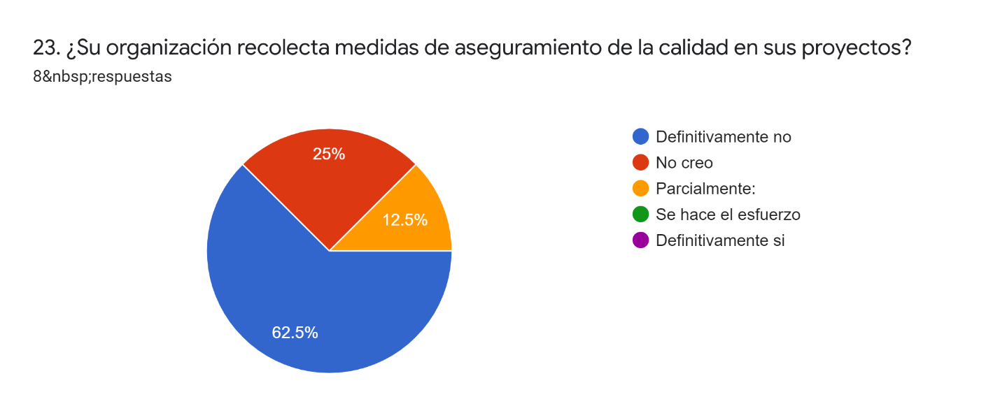 23. ¿Su organización recolecta medidas de aseguramiento de la calidad en sus proyectos?
8&nbsp;respuestas
25%
12.5%
62.5%
Definitivamente no
No creo
Parcialmente:
Se hace el esfuerzo
Definitivamente si